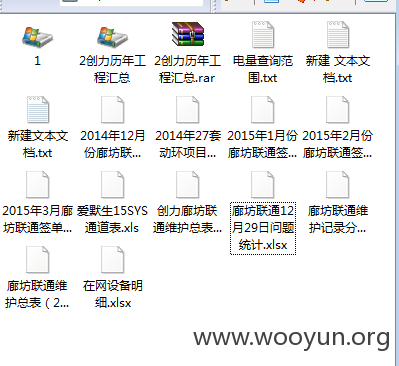 1
2创力历年工
程汇总
2创力历年工
程汇总.rar
电量查询范
围.txt
新建 文本文
档.txt
新建文本文
档.txt
2014年12月
份廊坊联...
2014年27套
动环项目...
2015年1月份
廊坊联通签...
2015年2月份
廊坊联通签...
2015年3月廊
坊联通签单...
爱默生15SYS
通道表.xls
创力廊坊联
通维护总表...
廊坊联通12
月29日问题
统计.xlsx
廊坊联通维
护记录分...
廊坊联通维
护总表（2...
在网设备明
细.xlsx
www.wooyun.org